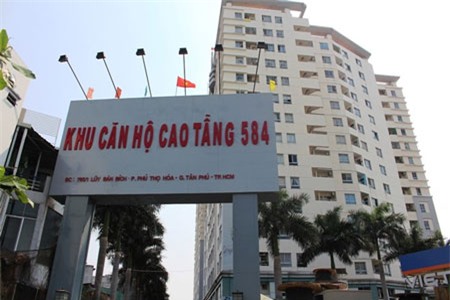 KHU CĂN HỘ CAO TẦNG 584
LŨY BÁN BÍCH - P. PHÚ THỌ HÒA - Q. TÂN PHÚ - TP. HCM